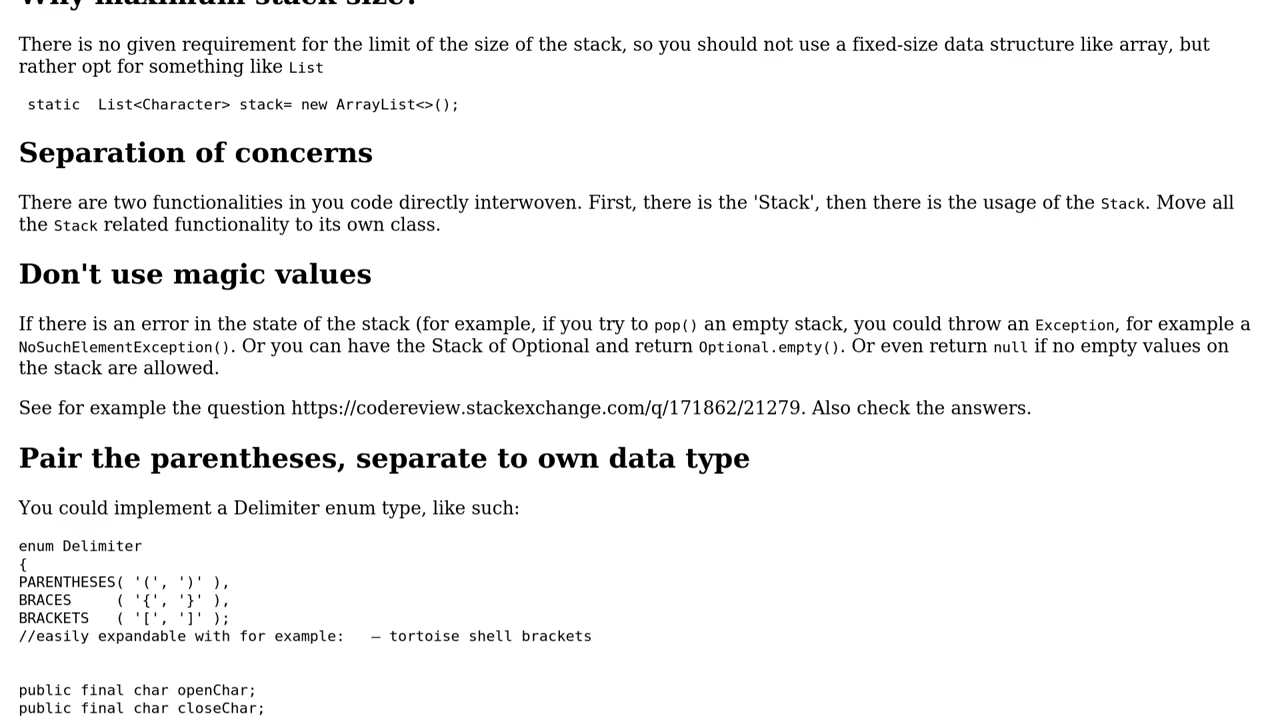 Why maximum stack size?
There is no given requirement for the limit of the size of the stack, so you should not use a fixed-size data structure like array, but
rather opt for something like List
static  List<Character> stack= new ArrayList<>();
Separation of concerns
There are two functionalities in you code directly interwoven. First, there is the 'Stack', then there is the usage of the Stack. Move all
the Stack related functionality to its own class.
Don't use magic values
If there is an error in the state of the stack (for example, if you try to pop() an empty stack, you could throw an Exception, for example a
NoSuchElementException(). Or you can have the Stack of Optional and return Optional.empty(). Or even return null if no empty values on
the stack are allowed.
See for example the question https://codereview.stackexchange.com/q/171862/21279. Also check the answers.
Pair the parentheses, separate to own data type
You could implement a Delimiter enum type, like such:
enum Delimiter
{
PARENTHESES( '(', ')' ),
BRACES     ( '{', '}' ),
BRACKETS   ( '[', ']' );
//easily expandable with for example:   — tortoise shell brackets
public final char openChar;
public final char closeChar;